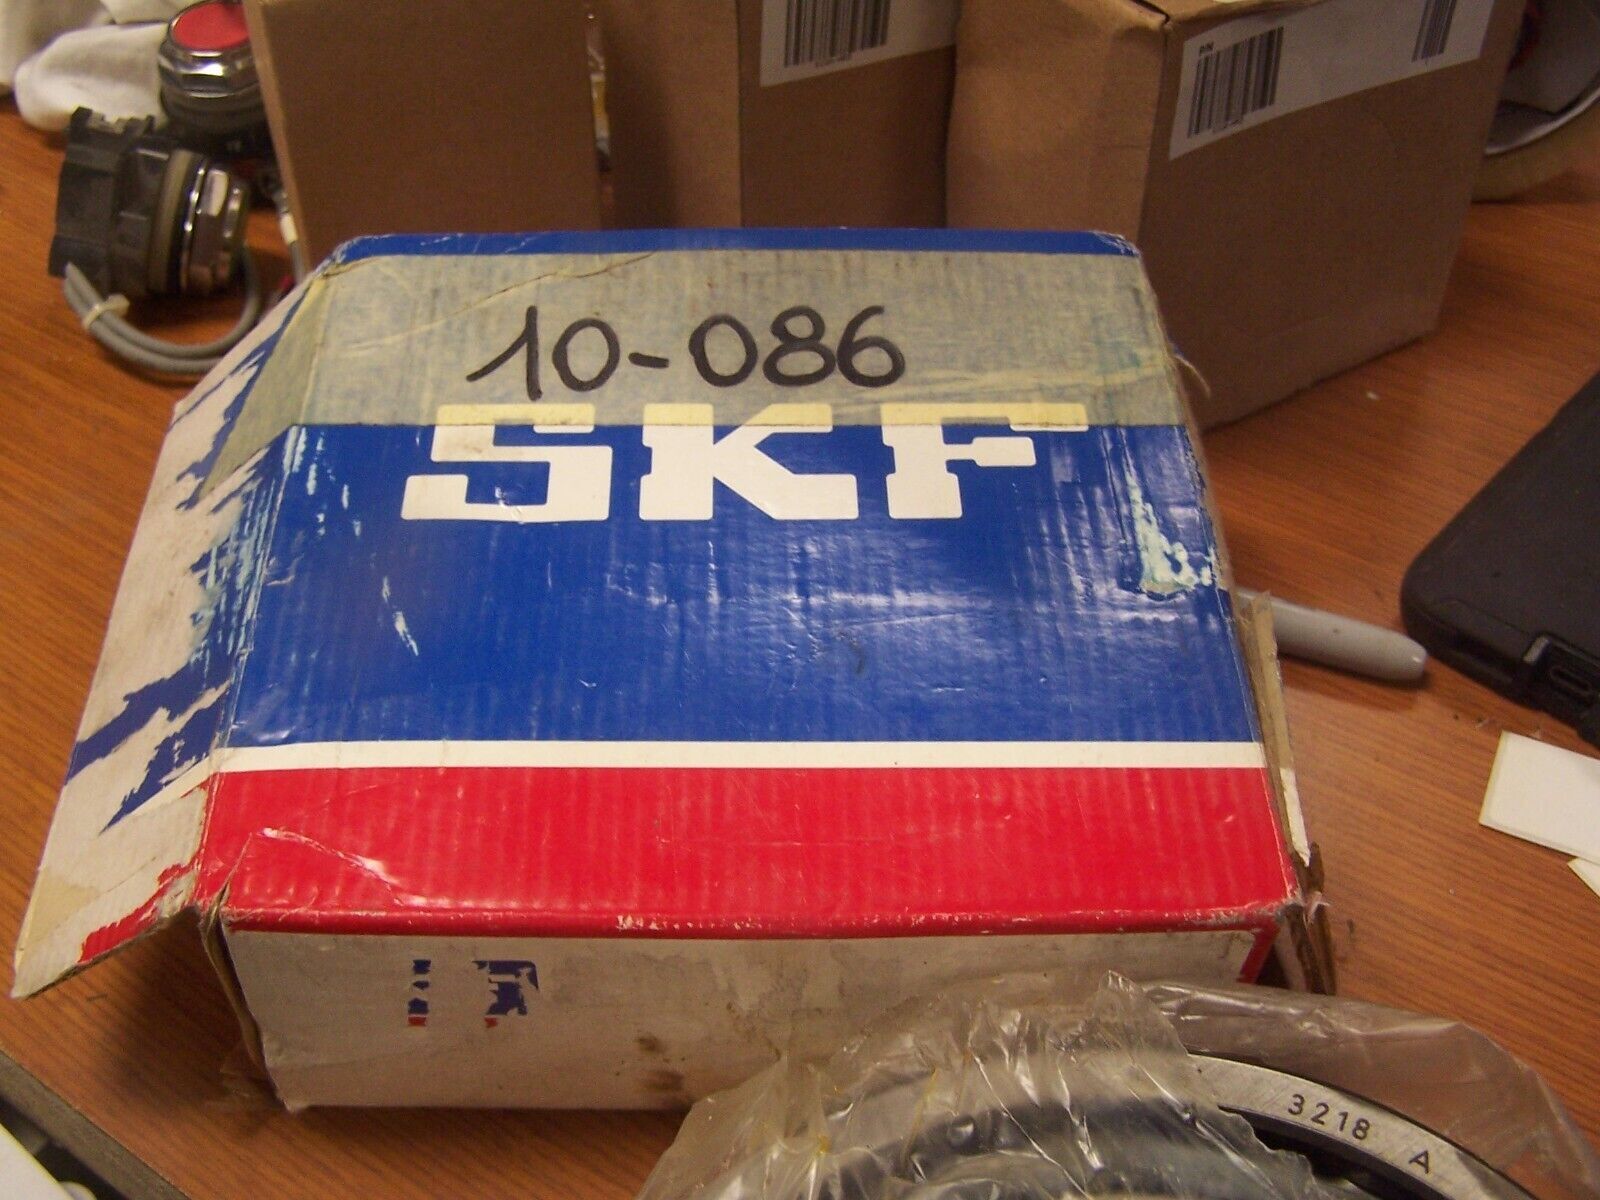 P/N
10-086
SKF
3218 A